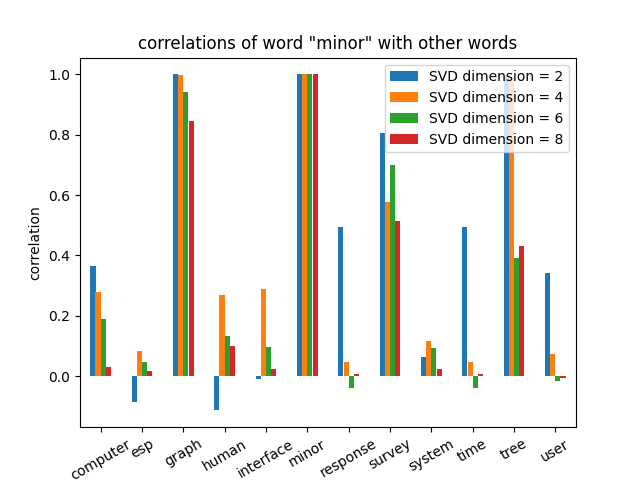 correlations of word "minor" with other words
SVD dimension = 2
SVD dimension = 4
SVD dimension = 6
SVD dimension = 8
correlation
1.0
0.8
0.6
0.4
0.2
0.0
computer
esp
graph
human
interface
minor
response
survey
system
time
tree
user